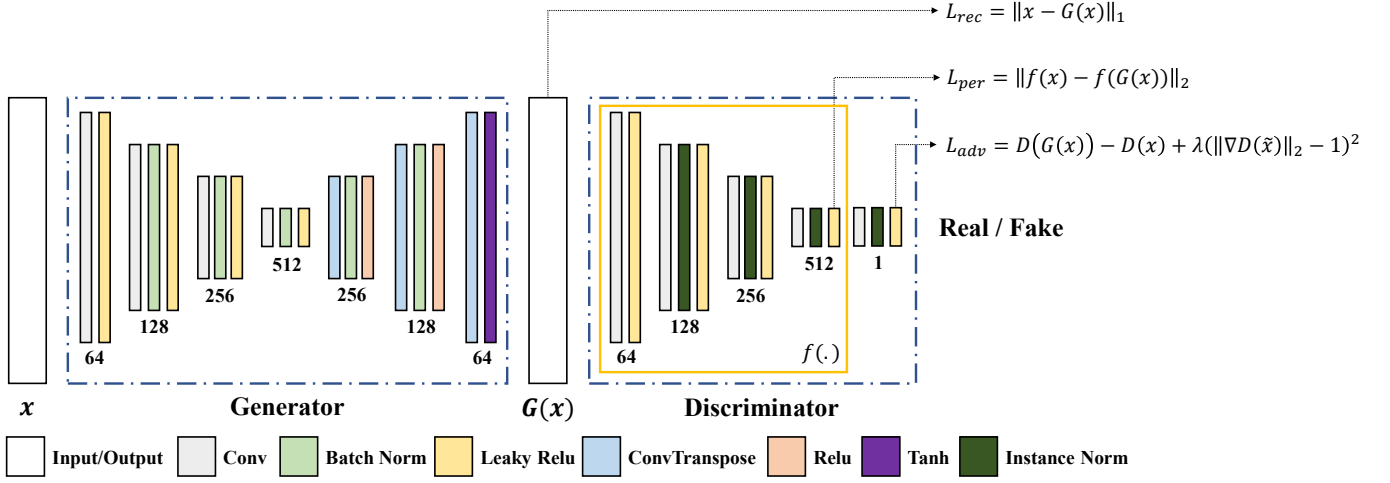 L_rec = ‖x − G(x)‖_1
L_per = ‖f(x) − f(G(x))‖_2
L_adv = D(G(x)) − D(x) + λ(‖∇D(x̃)‖_2 − 1)^2
Real / Fake
64
128
256
512
256
128
64
64
128
256
512
1
f(.)
x
Generator
G(x)
Discriminator
Input/Output
Conv
Batch Norm
Leaky Relu
ConvTranspose
Relu
Tanh
Instance Norm